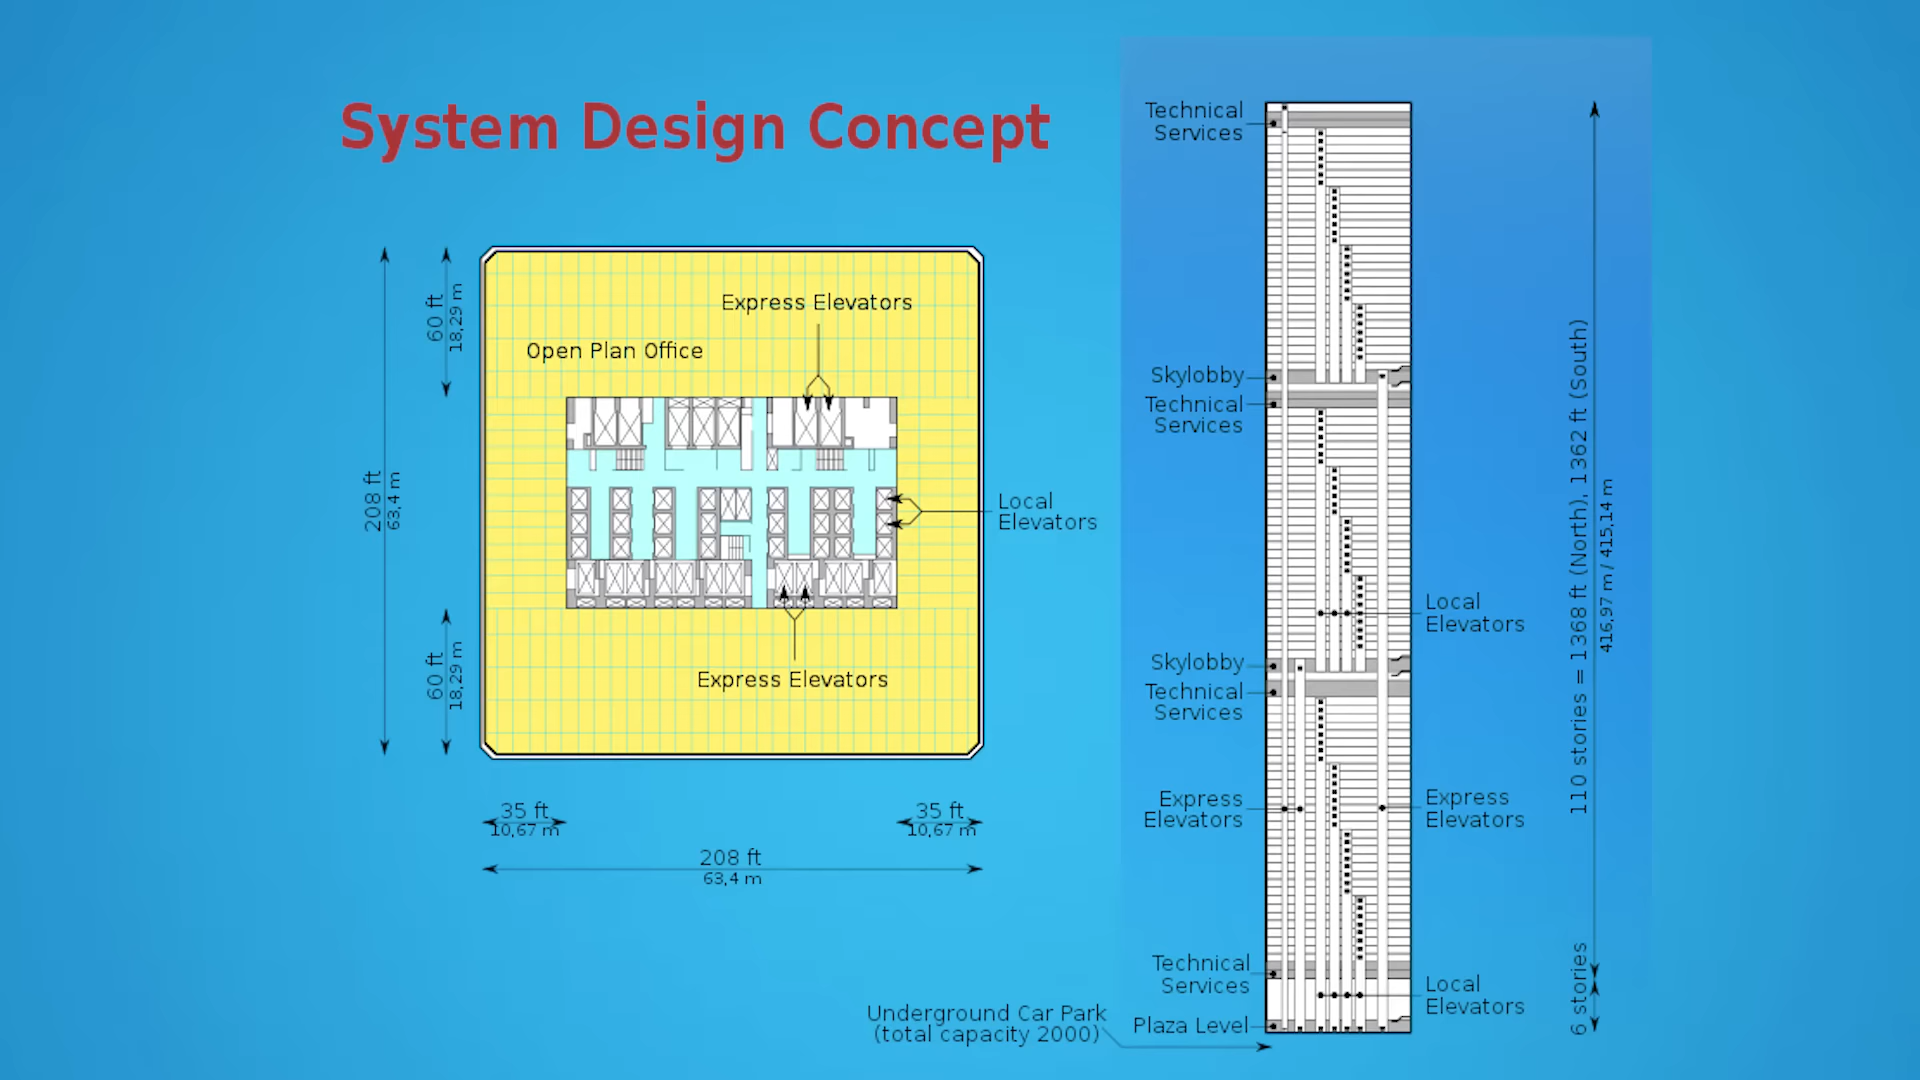 System Design Concept
Express Elevators
Open Plan Office
Local
Elevators
Express Elevators
60 ft
18,29 m
208 ft
63,4 m
60 ft
18,29 m
35 ft
10,67 m
35 ft
10,67 m
208 ft
63,4 m
Technical
Services
Skylobby
Technical
Services
Local
Elevators
Skylobby
Technical
Services
Express
Elevators
Express
Elevators
Technical
Services
Local
Elevators
Underground Car Park
(total capacity 2000)
Plaza Level
110 stories = 1368 ft (North), 1362 ft (South)
416,97 m / 415,14 m
6 stories